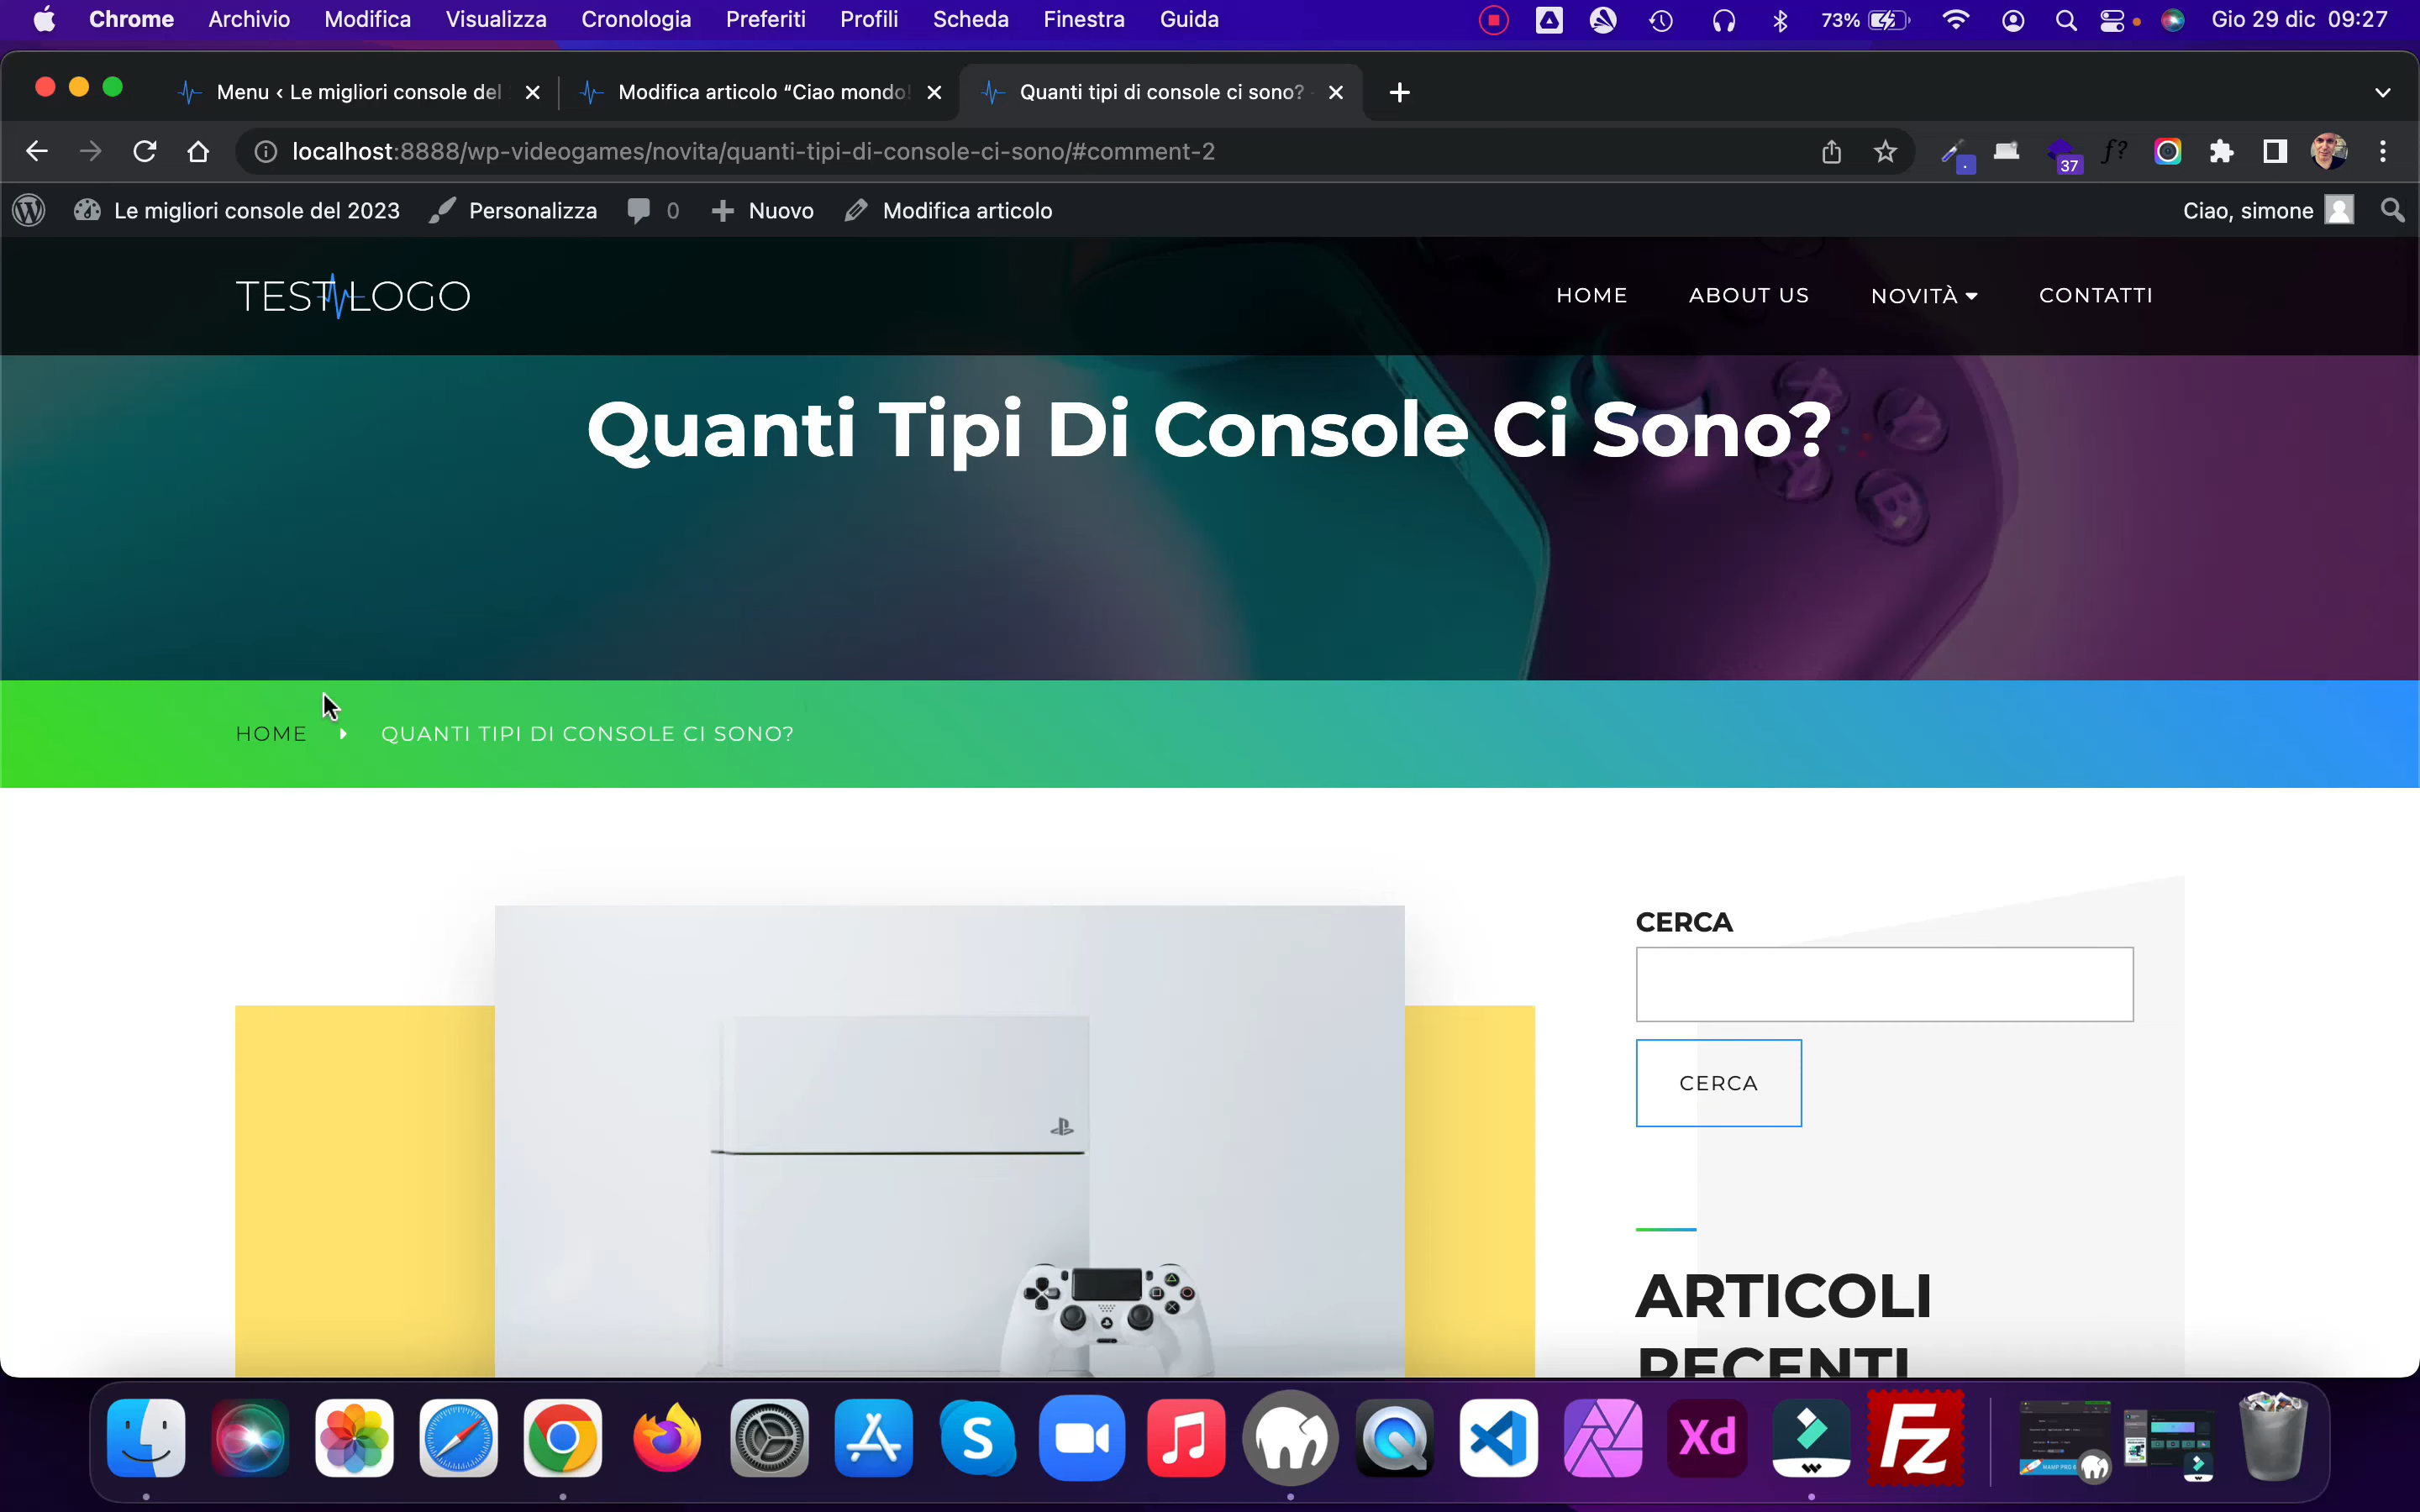 Chrome Archivio Modifica Visualizza Cronologia Preferiti Profili Scheda Finestra Guida 73% Gio 29 dic 09:27
Menu ‹ Le migliori console del Modifica articolo “Ciao mondo! Quanti tipi di console ci sono?
localhost:8888/wp-videogames/novita/quanti-tipi-di-console-ci-sono/#comment-2 f? 37
Le migliori console del 2023 Personalizza 0 Nuovo Modifica articolo Ciao, simone
TEST LOGO HOME ABOUT US NOVITÀ CONTATTI
Quanti Tipi Di Console Ci Sono?
HOME QUANTI TIPI DI CONSOLE CI SONO?
CERCA
CERCA
ARTICOLI
RECENTI
S Xd Fz